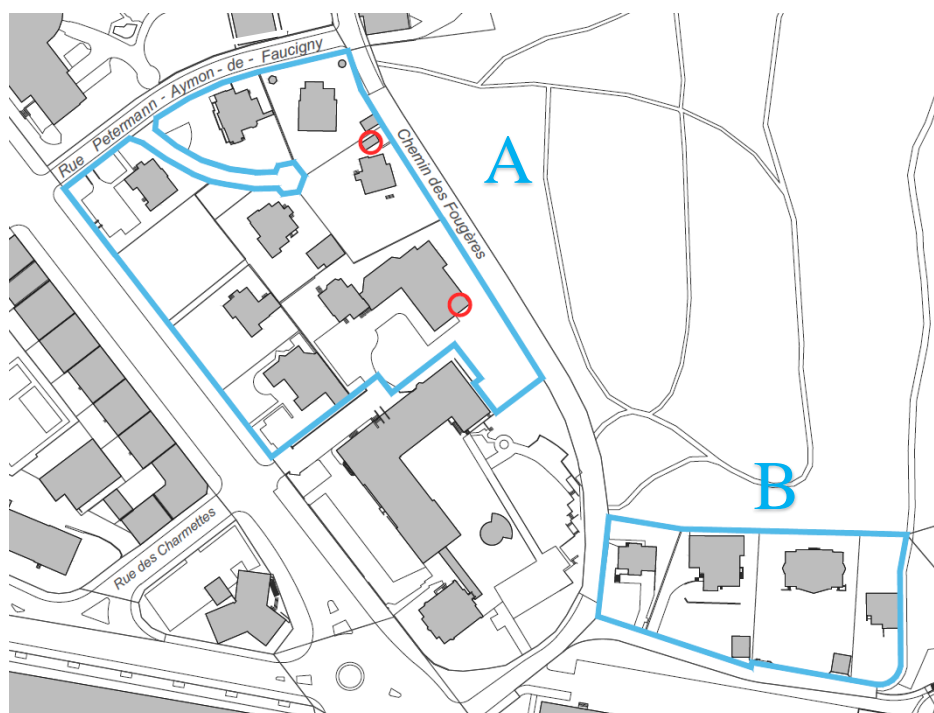 Rue Petermann - Aymon - de - Faucigny
A
Chemin des Fougères
B
Rue des Charmettes